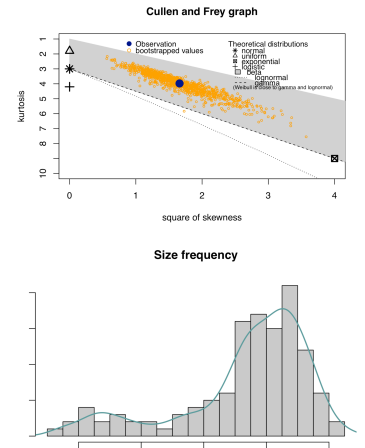 Cullen and Frey graph
Observation
bootstrapped values
Theoretical distributions
normal
uniform
exponential
logistic
beta
lognormal
gamma
(Weibull is close to gamma and lognormal)
kurtosis
1
2
3
4
5
6
7
8
9
10
0 1 2 3 4
square of skewness
Size frequency